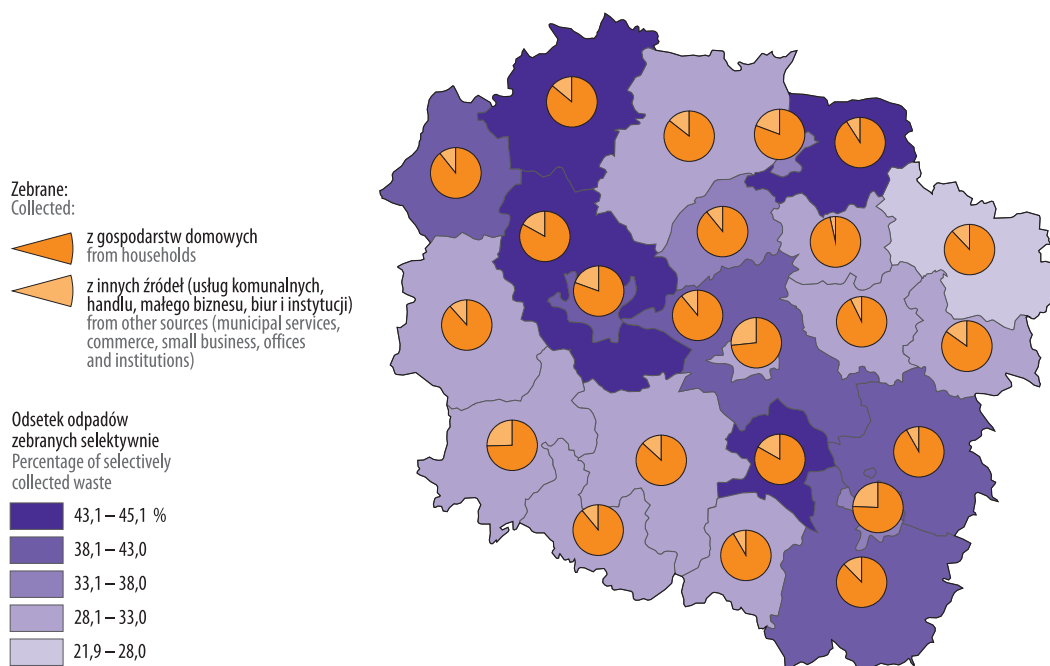 Zebrane:
Collected:
z gospodarstw domowych
from households
z innych źródeł (usług komunalnych,
handlu, małego biznesu, biur i instytucji)
from other sources (municipal services,
commerce, small business, offices
and institutions)
Odsetek odpadów
zebranych selektywnie
Percentage of selectively
collected waste
43,1 – 45,1 %
38,1 – 43,0
33,1 – 38,0
28,1 – 33,0
21,9 – 28,0